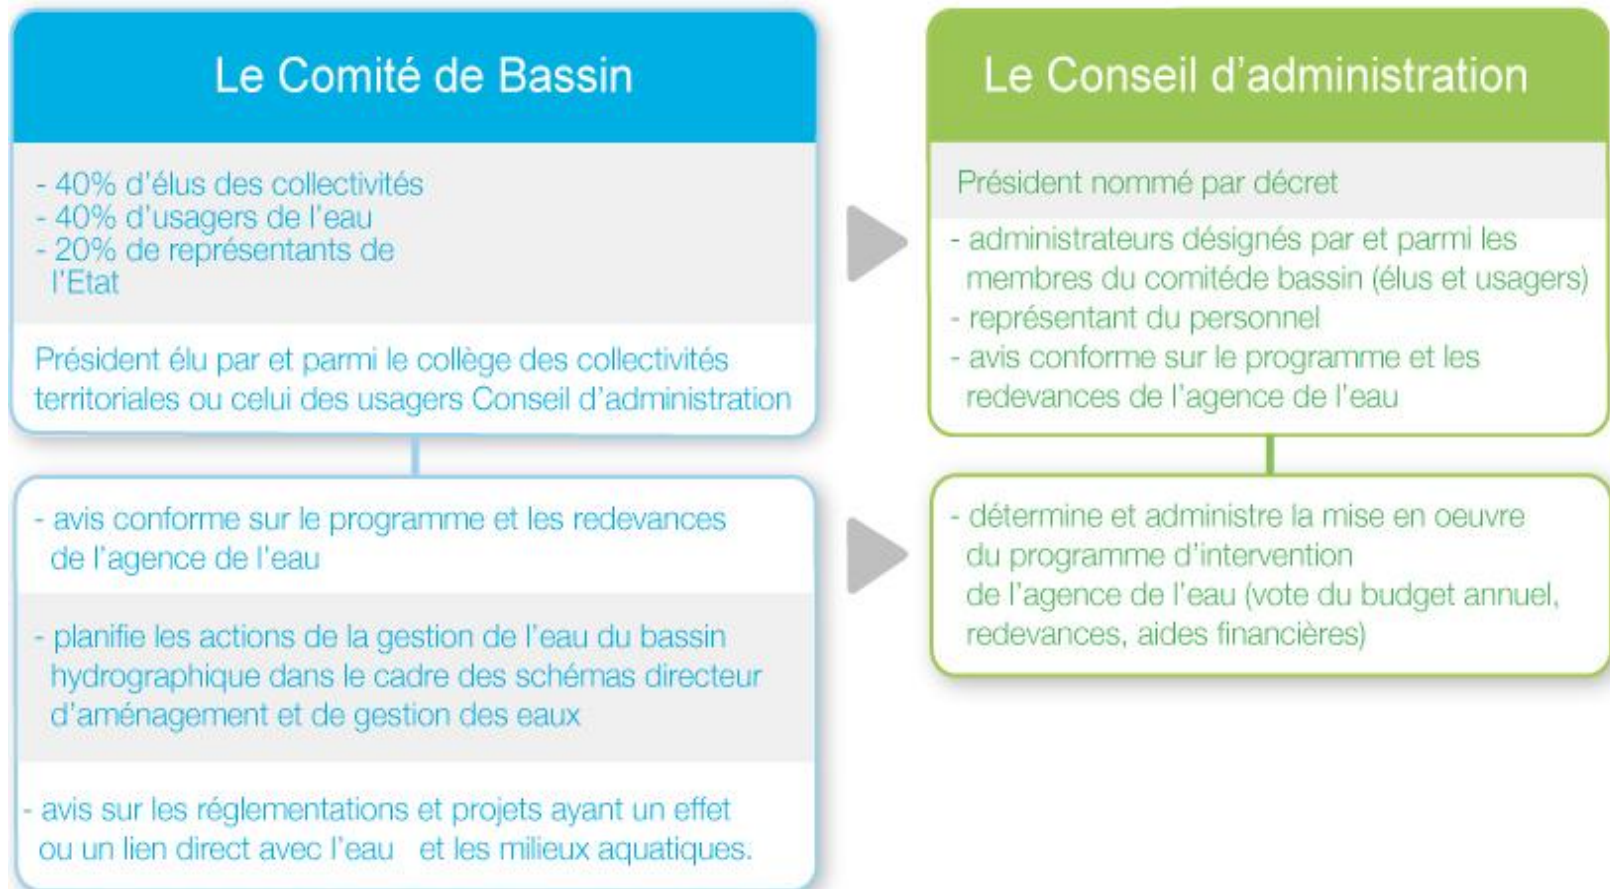 Le Comité de Bassin
- 40% d'élus des collectivités
- 40% d'usagers de l'eau
- 20% de représentants de
l'Etat
Président élu par et parmi le collège des collectivités
territoriales ou celui des usagers Conseil d'administration
- avis conforme sur le programme et les redevances
de l'agence de l'eau
- planifie les actions de la gestion de l'eau du bassin
hydrographique dans le cadre des schémas directeur
d'aménagement et de gestion des eaux
- avis sur les réglementations et projets ayant un effet
ou un lien direct avec l'eau et les milieux aquatiques.
Le Conseil d'administration
Président nommé par décret
- administrateurs désignés par et parmi les
membres du comitéde bassin (élus et usagers)
- représentant du personnel
- avis conforme sur le programme et les
redevances de l'agence de l'eau
- détermine et administre la mise en oeuvre
du programme d'intervention
de l'agence de l'eau (vote du budget annuel,
redevances, aides financières)